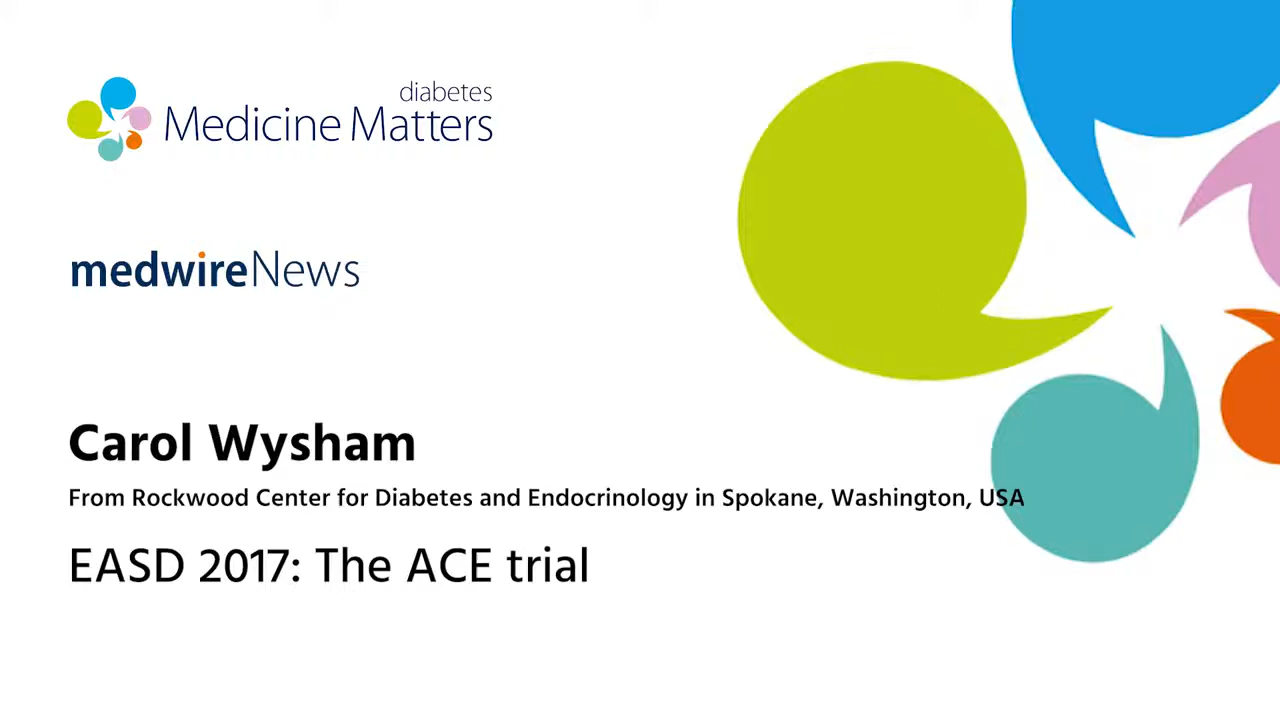 diabetes
Medicine Matters
medwireNews
Carol Wysham
From Rockwood Center for Diabetes and Endocrinology in Spokane, Washington, USA
EASD 2017: The ACE trial